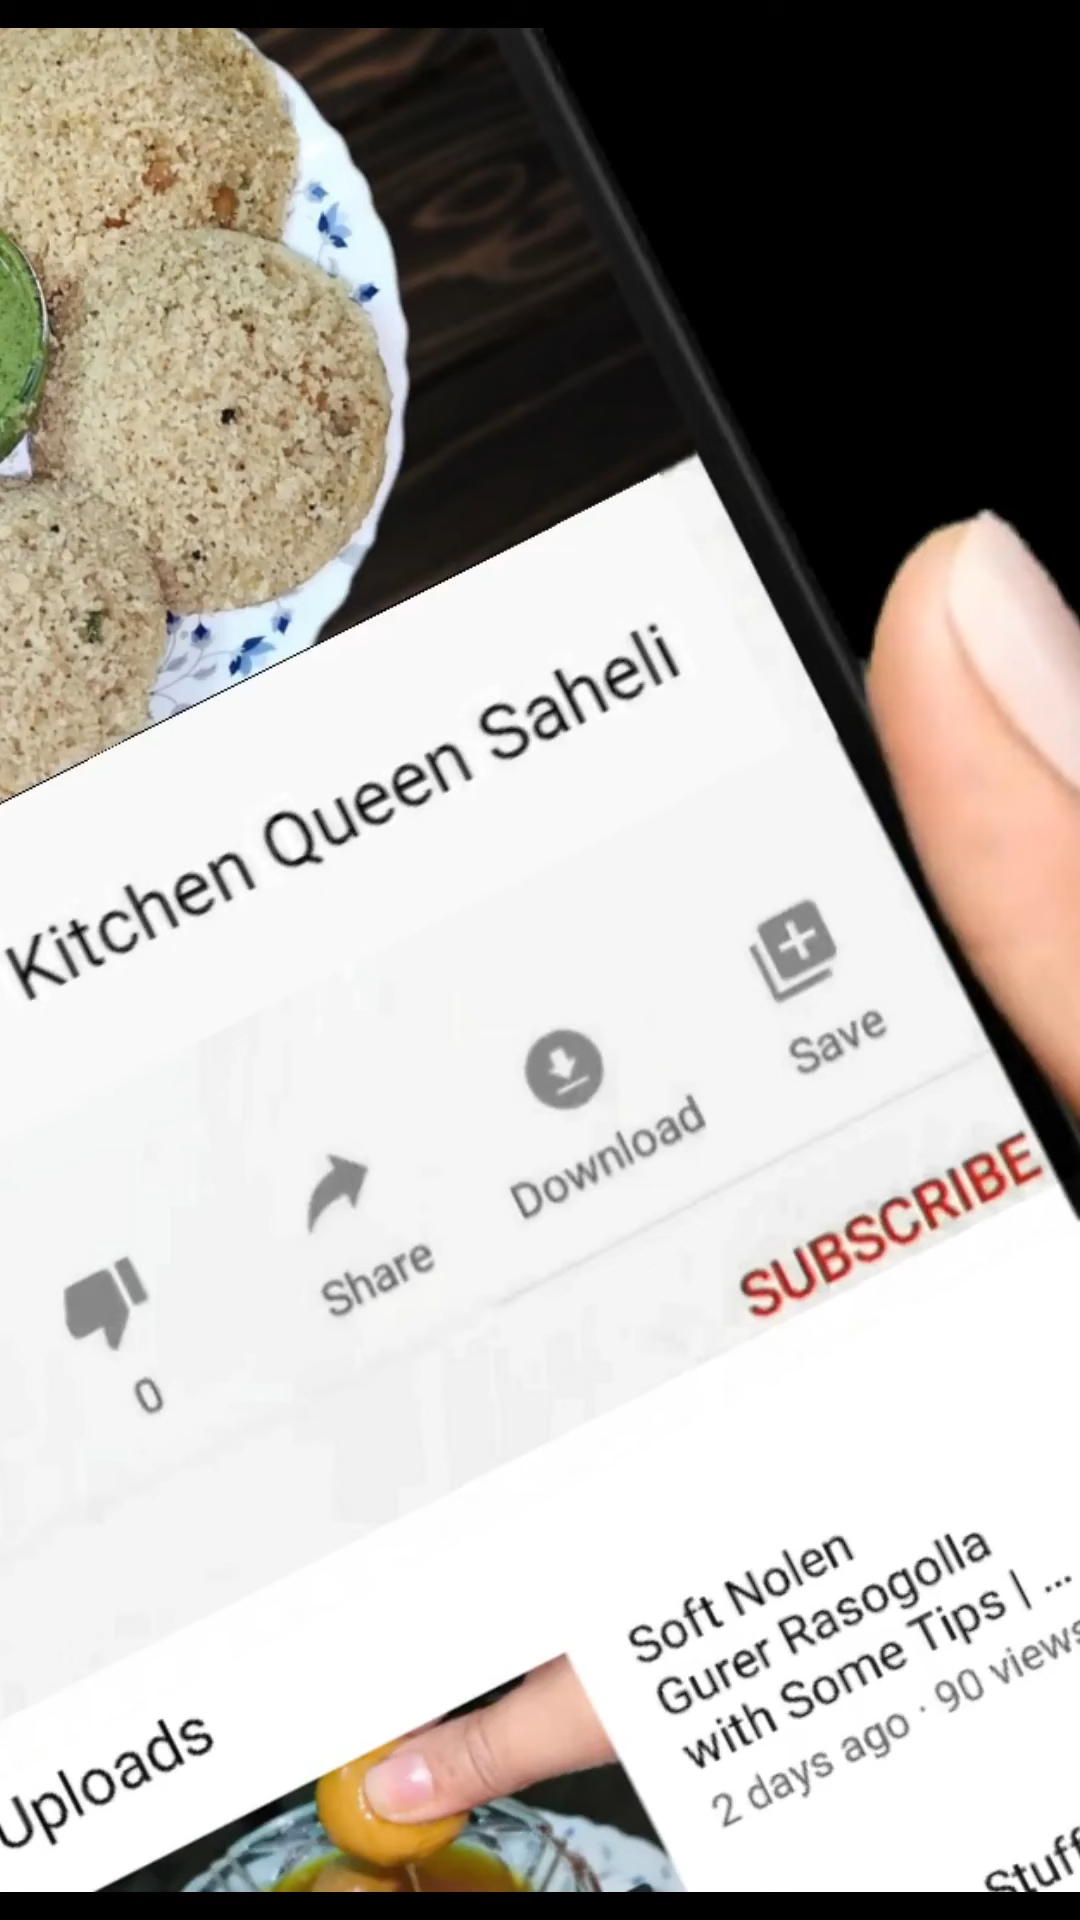 Kitchen Queen Saheli
Save
Download
Share
0
SUBSCRIBE
Uploads
Soft Nolen
Gurer Rasogolla
with Some Tips | ...
2 days ago · 90 views